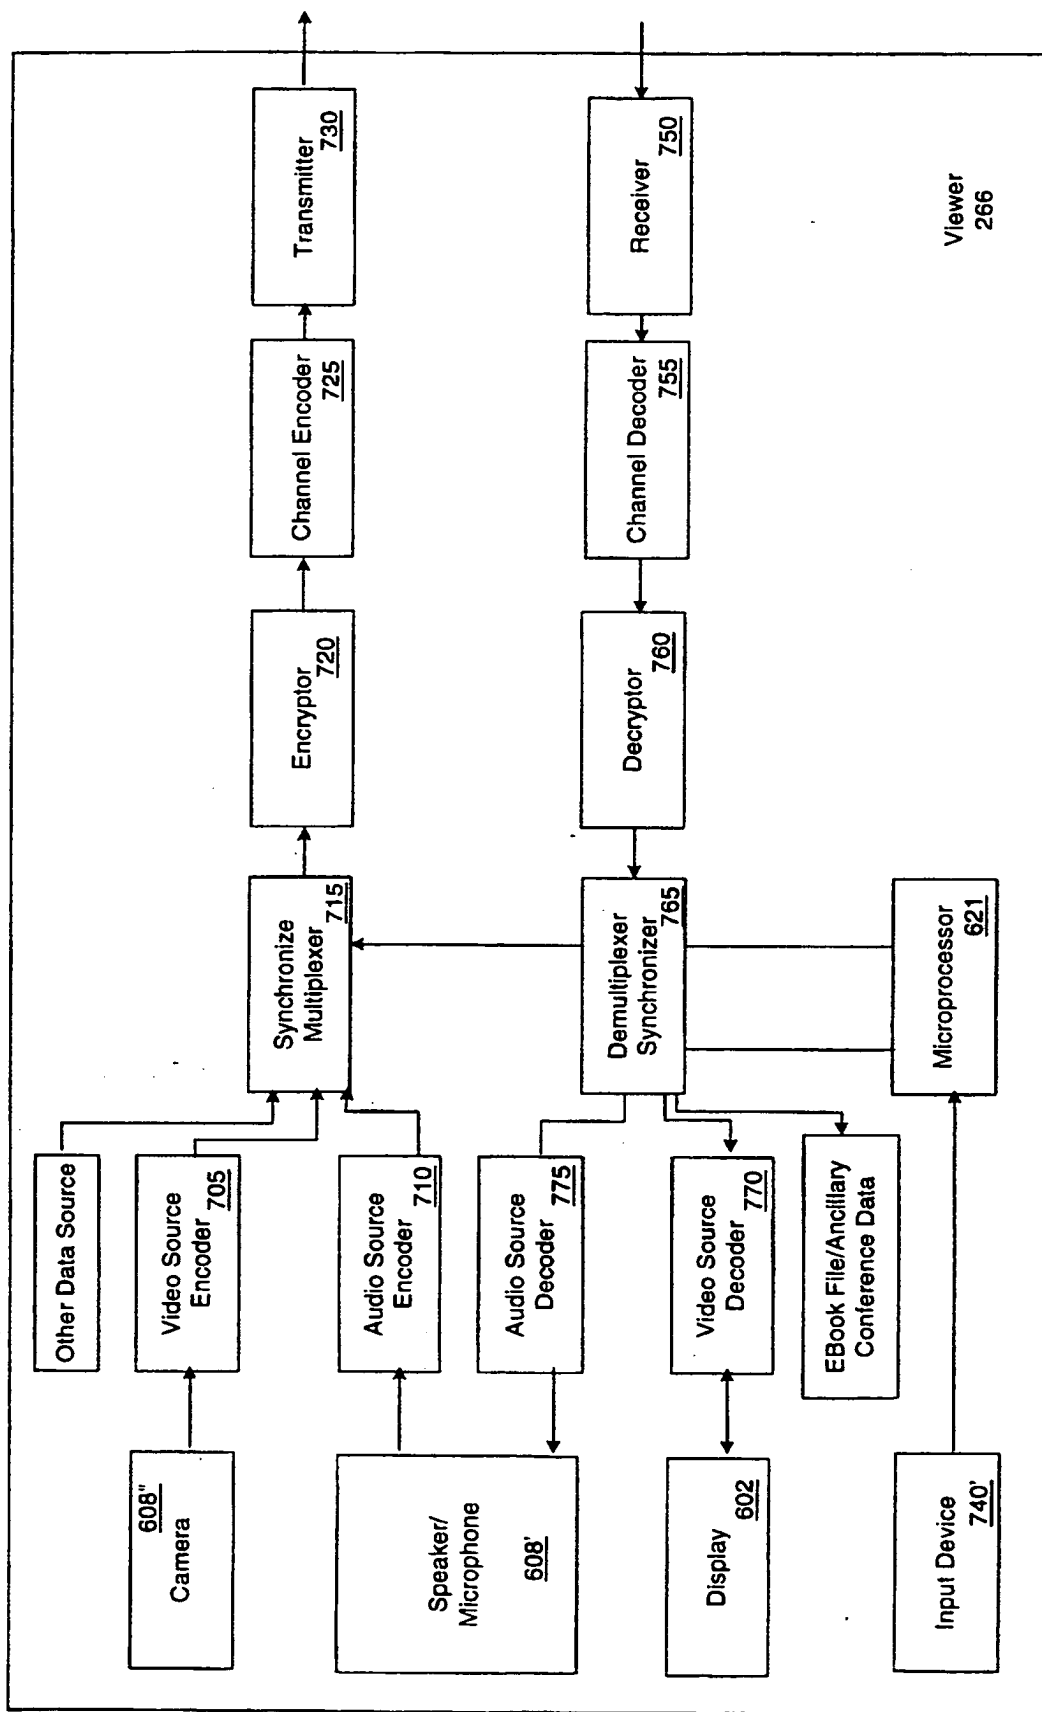 Camera
608"
Speaker/
Microphone
608'
Display
602
Input Device
740'
Other Data Source
Video Source
Encoder
705
Audio Source
Encoder
710
Audio Source
Decoder
775
Video Source
Decoder
770
EBook File/Ancillary
Conference Data
Synchronize
Multiplexer
715
Demultiplexer
Synchronizer
765
Microprocessor
621
Encryptor
720
Decryptor
760
Channel Encoder
725
Channel Decoder
755
Transmitter
730
Receiver
750
Viewer
266